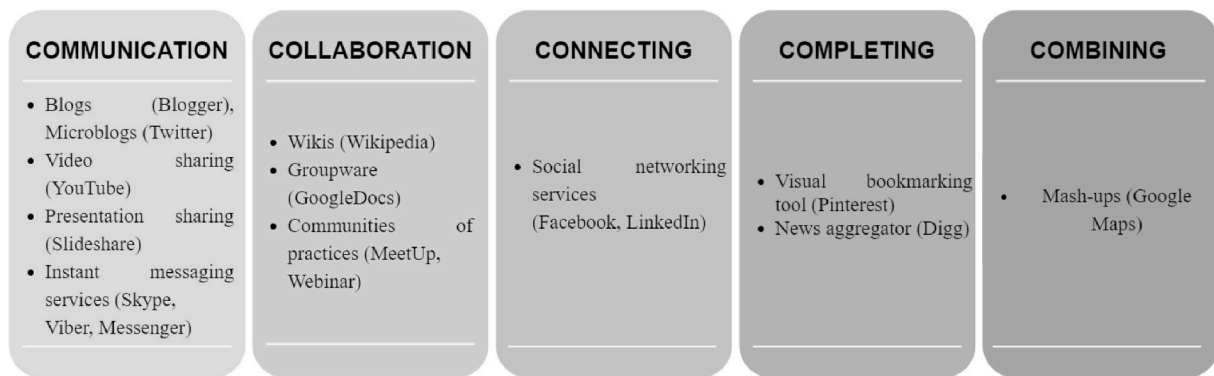 COMMUNICATION
• Blogs (Blogger),
Microblogs (Twitter)
• Video sharing
(YouTube)
• Presentation sharing
(Slideshare)
• Instant messaging
services (Skype,
Viber, Messenger)
COLLABORATION
• Wikis (Wikipedia)
• Groupware
(GoogleDocs)
• Communities of
practices (MeetUp,
Webinar)
CONNECTING
• Social networking
services
(Facebook, LinkedIn)
COMPLETING
• Visual bookmarking
tool (Pinterest)
• News aggregator (Digg)
COMBINING
• Mash-ups (Google
Maps)